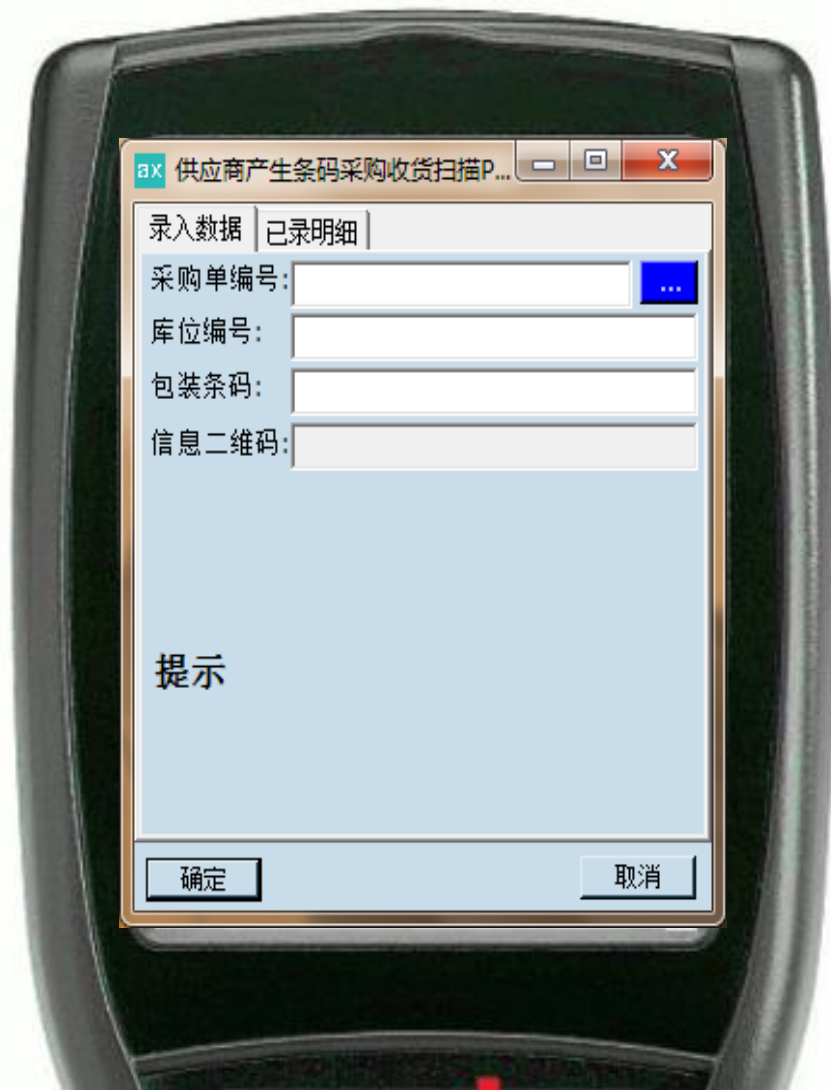 ax 供应商产生条码采购收货扫描P...
录入数据 已录明细
采购单编号: ...
库位编号:
包装条码:
信息二维码:
提示
确定 取消